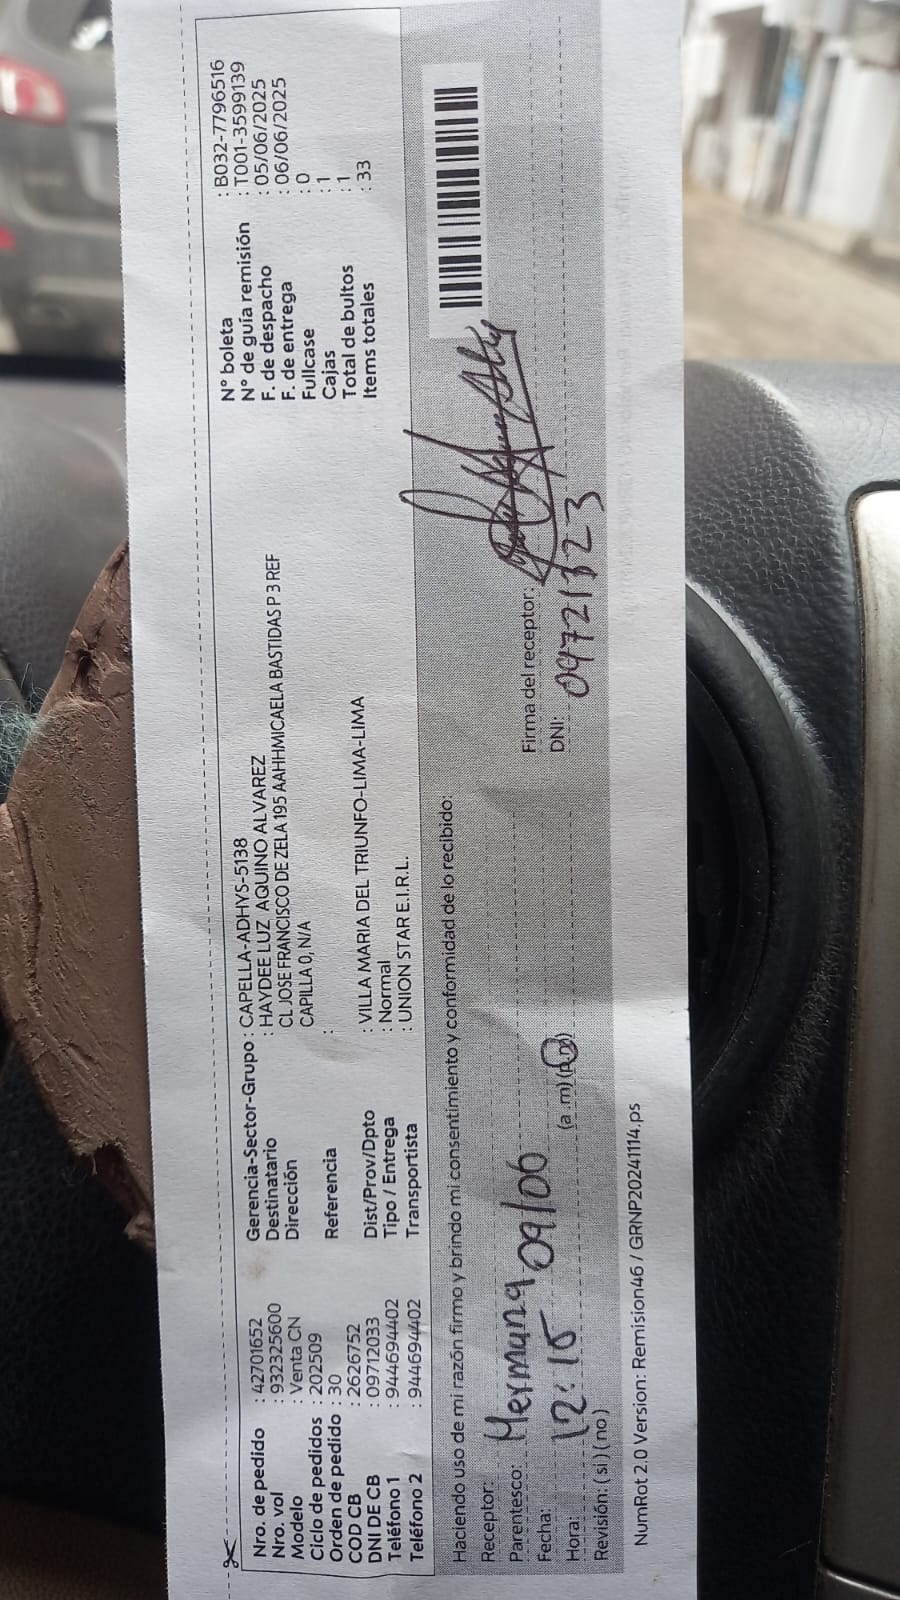 Nro. de pedido : 42701652
Nro. vol : 932325600
Modelo : Venta CN
Ciclo de pedidos : 202509
Orden de pedido : 30
COD CB : 2626752
DNI DE CB : 09712033
Teléfono 1 : 944694402
Teléfono 2 : 944694402
Gerencia-Sector-Grupo : CAPELLA-ADHYS-5138
Destinatario : HAYDEE LUZ AQUINO ALVAREZ
Dirección CL JOSE FRANCISCO DE ZELA 195 AAHHMICAELA BASTIDAS P 3 REF
CAPILLA 0, N/A
Referencia :
Dist/Prov/Dpto : VILLA MARIA DEL TRIUNFO-LIMA-LIMA
Tipo / Entrega : Normal
Transportista : UNION STAR E.I.R.L.
N° boleta : B032-7796516
N° de guía remisión : T001-3599139
F. de despacho : 05/06/2025
F. de entrega : 06/06/2025
Fullcase : 0
Cajas : 1
Total de bultos : 1
Items totales : 33
Haciendo uso de mi razón firmo y brindo mi consentimiento y conformidad de lo recibido:
Receptor:
Parentesco: Hermana
Fecha: 09/06
Hora: 12:15 (a .m) (p.m)
Revisión: ( si ) ( no )
Firma del receptor:
DNI:
NumRot 2.0 Version: Remision46 / GRNP20241114.ps